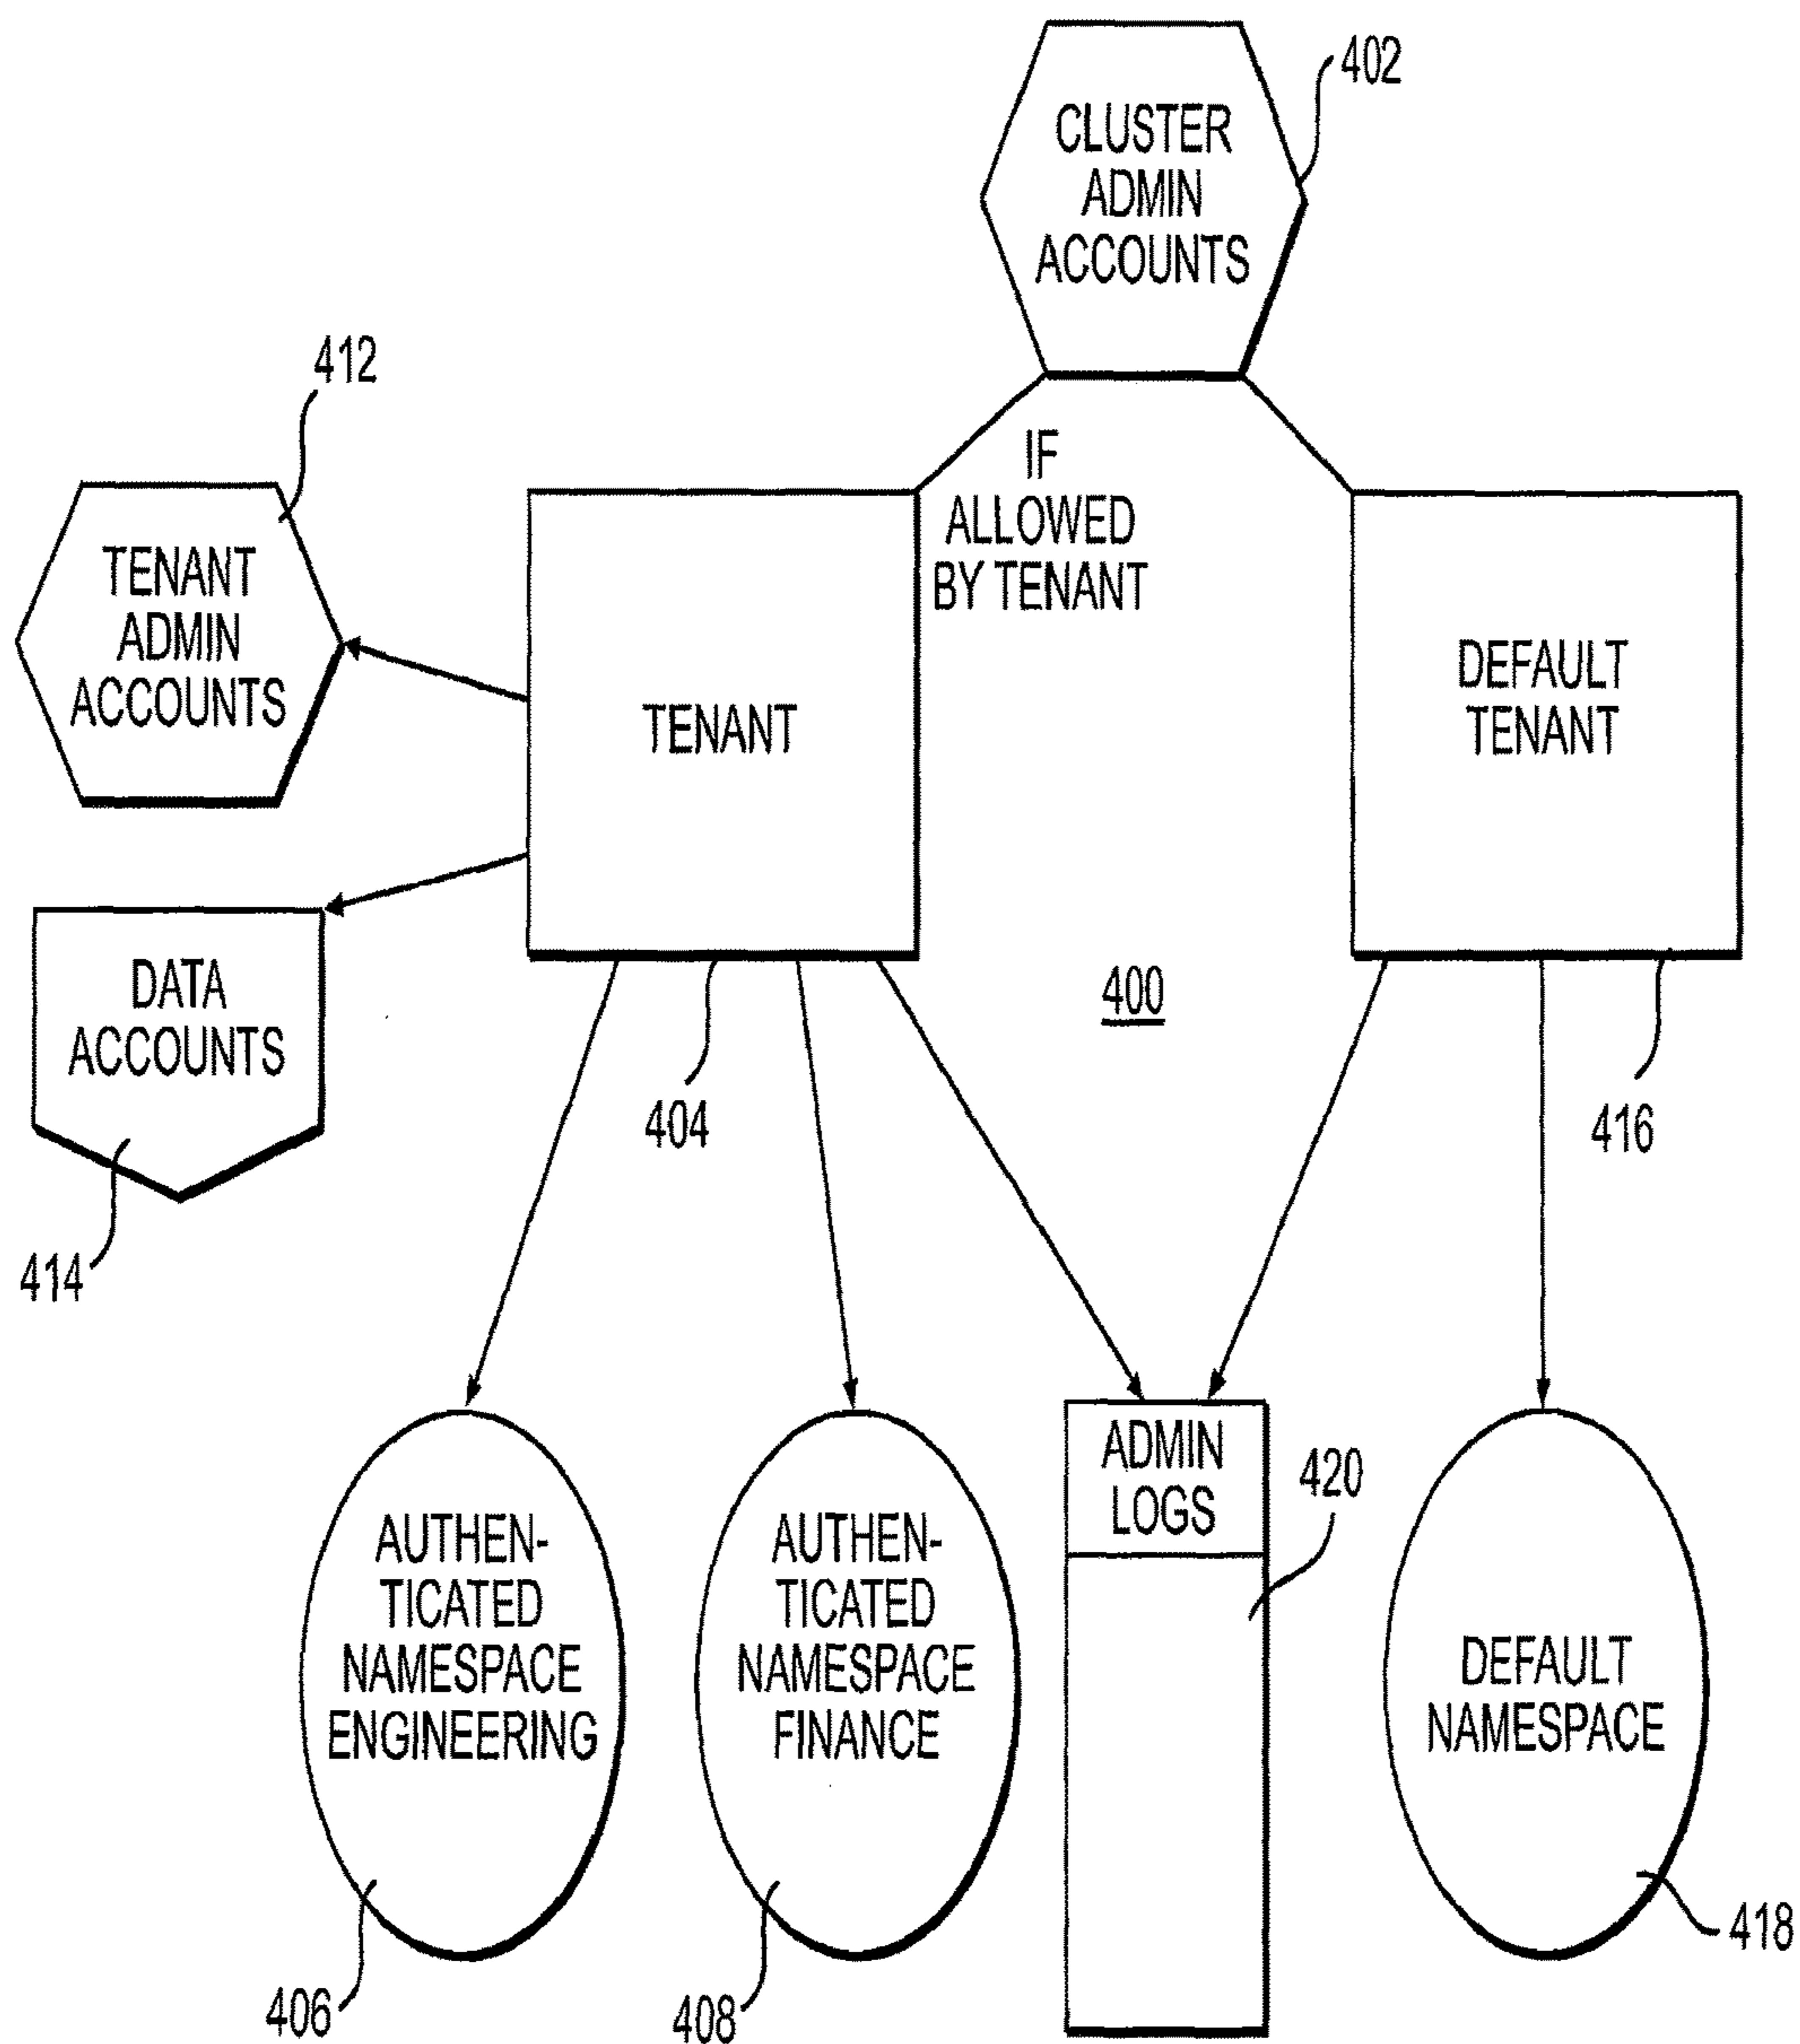 402
CLUSTER
ADMIN
ACCOUNTS
412
IF
ALLOWED
BY TENANT
TENANT
ADMIN
ACCOUNTS
TENANT
DEFAULT
TENANT
DATA
ACCOUNTS
400
404
416
414
ADMIN
LOGS
420
AUTHEN-
TICATED
NAMESPACE
ENGINEERING
AUTHEN-
TICATED
NAMESPACE
FINANCE
DEFAULT
NAMESPACE
418
406
408